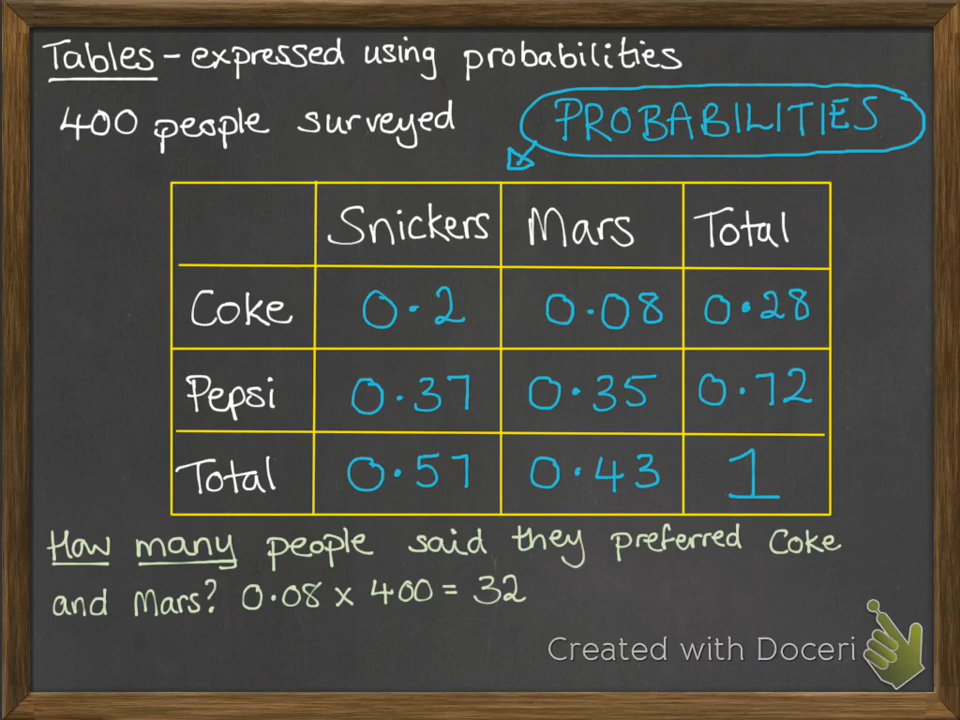 Tables - expressed using probabilities
400 people surveyed
PROBABILITIES
Snickers Mars Total
Coke 0.2 0.08 0.28
Pepsi 0.37 0.35 0.72
Total 0.57 0.43 1
How many people said they preferred Coke
and Mars? 0.08 x 400 = 32
Created with Doceri